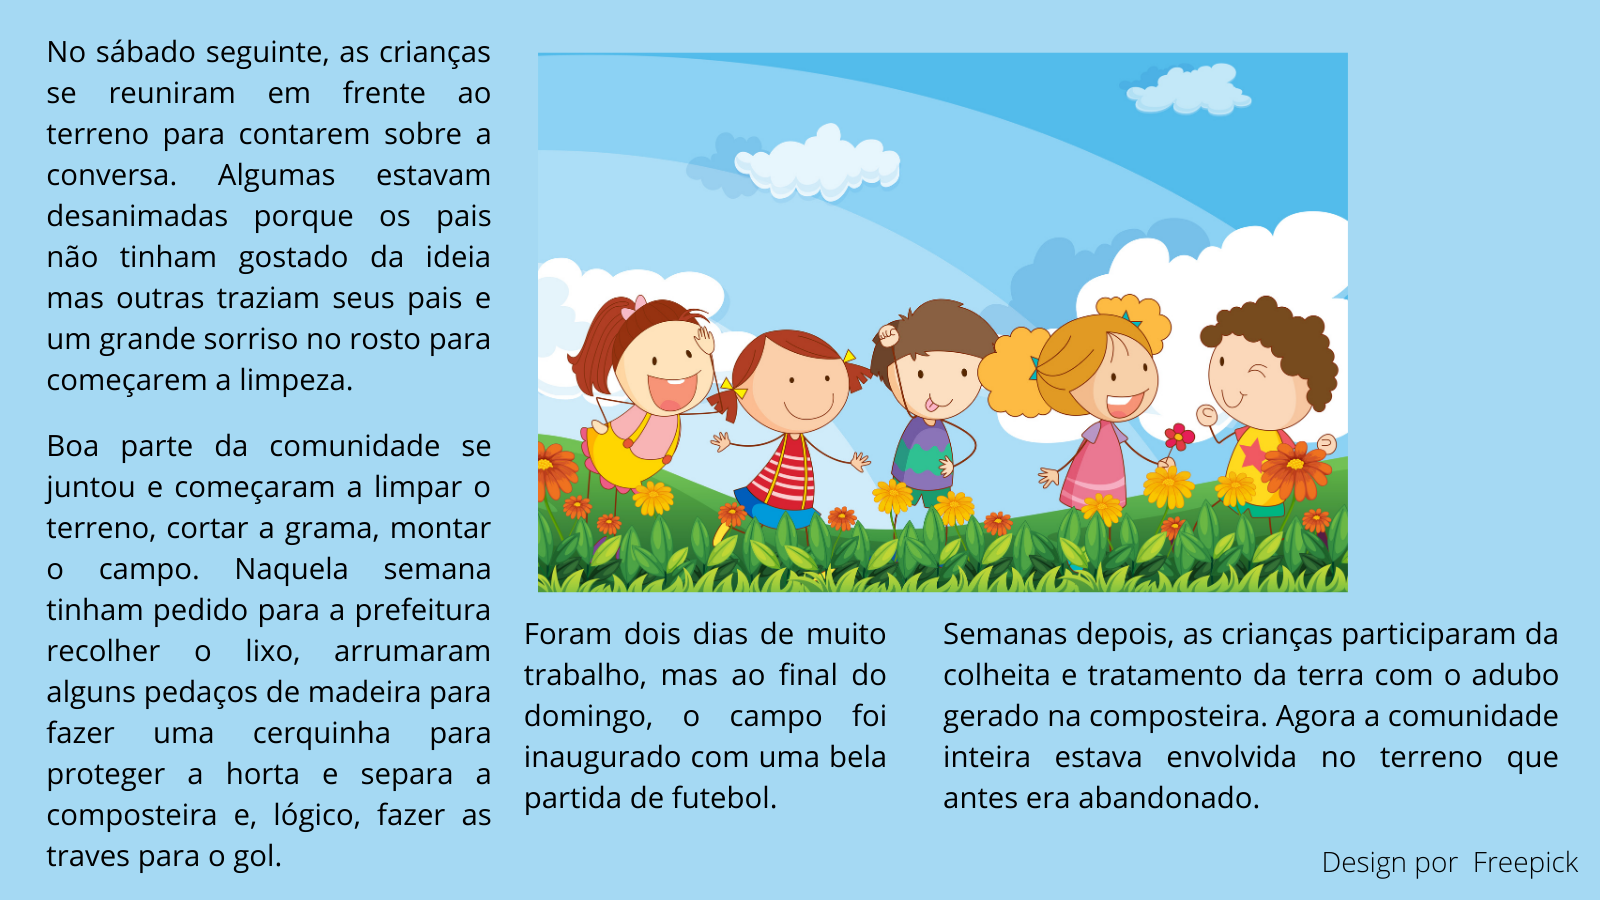 No sábado seguinte, as crianças
se reuniram em frente ao
terreno para contarem sobre a
conversa. Algumas estavam
desanimadas porque os pais
não tinham gostado da ideia
mas outras traziam seus pais e
um grande sorriso no rosto para
começarem a limpeza.
Boa parte da comunidade se
juntou e começaram a limpar o
terreno, cortar a grama, montar
o campo. Naquela semana
tinham pedido para a prefeitura
recolher o lixo, arrumaram
alguns pedaços de madeira para
fazer uma cerquinha para
proteger a horta e separa a
composteira e, lógico, fazer as
traves para o gol.
Foram dois dias de muito
trabalho, mas ao final do
domingo, o campo foi
inaugurado com uma bela
partida de futebol.
Semanas depois, as crianças participaram da
colheita e tratamento da terra com o adubo
gerado na composteira. Agora a comunidade
inteira estava envolvida no terreno que
antes era abandonado.
Design por Freepick